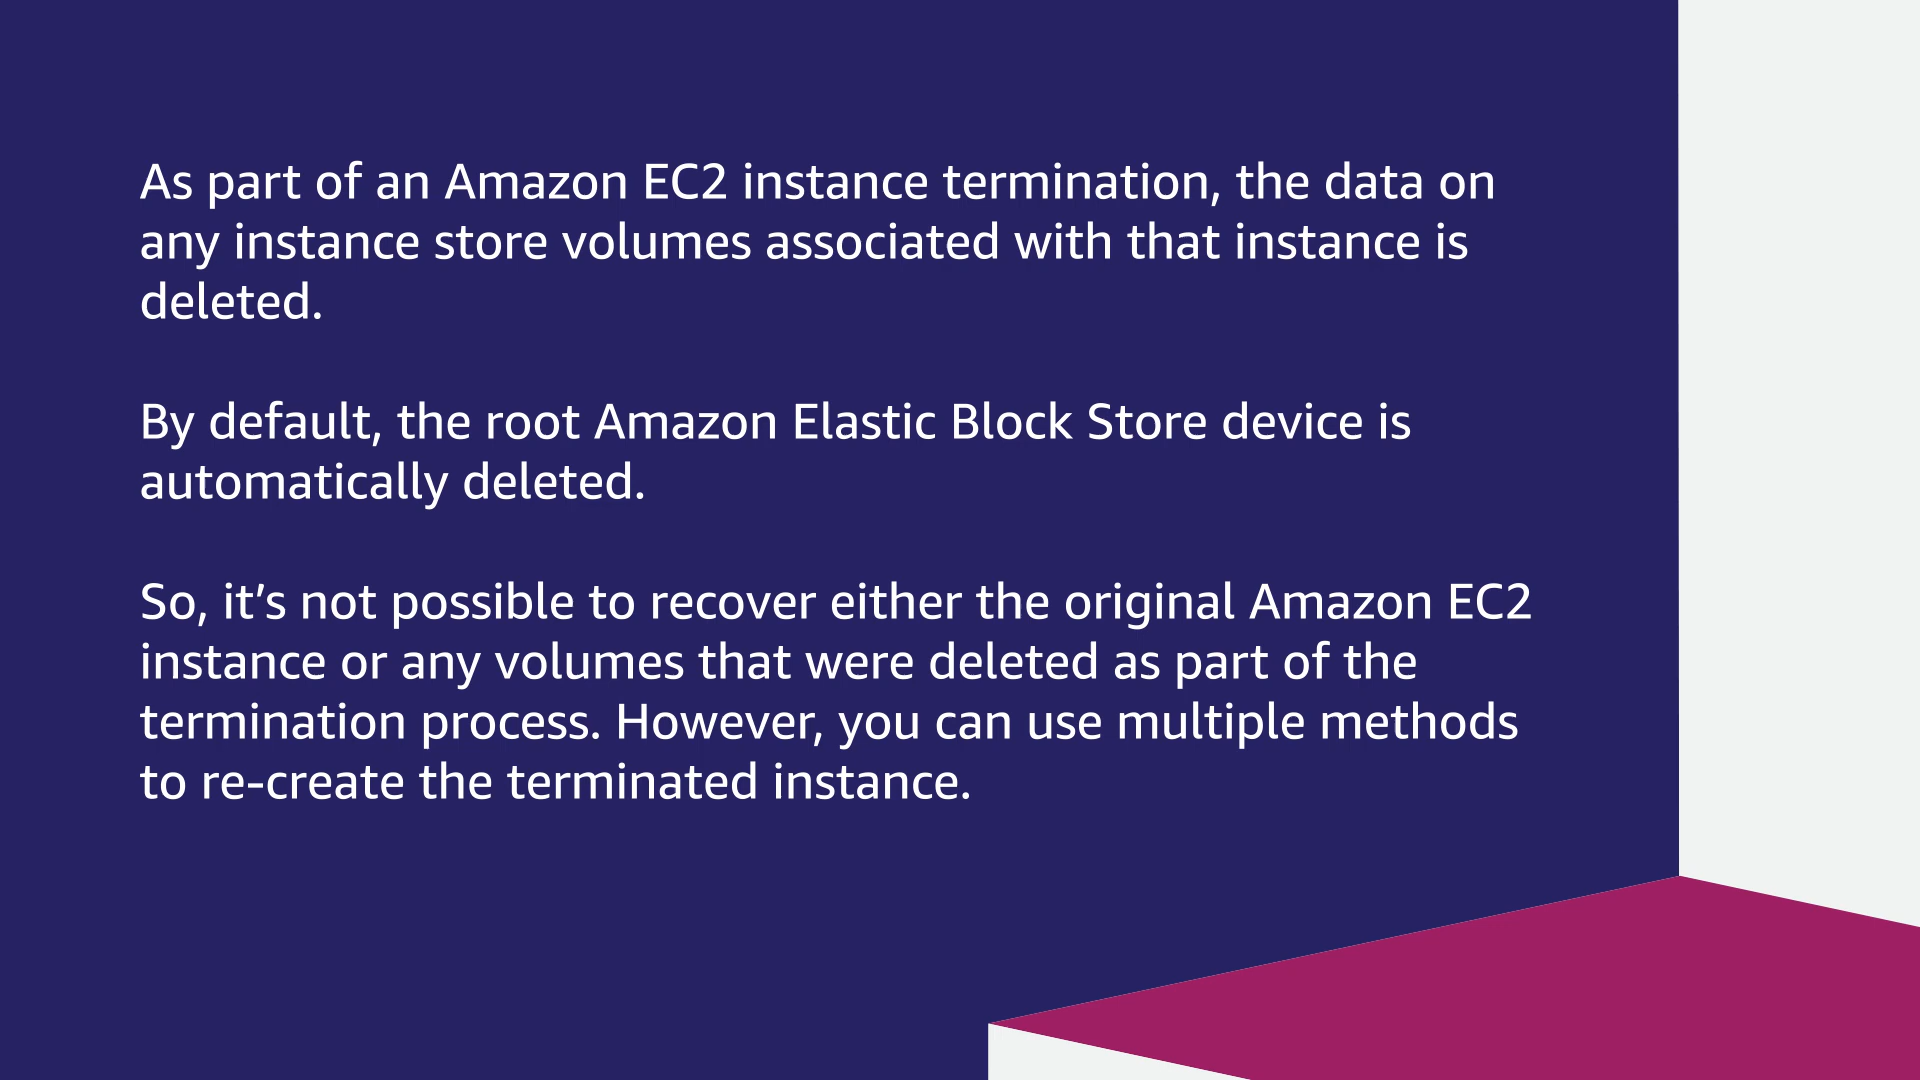 As part of an Amazon EC2 instance termination, the data on
any instance store volumes associated with that instance is
deleted.
By default, the root Amazon Elastic Block Store device is
automatically deleted.
So, it’s not possible to recover either the original Amazon EC2
instance or any volumes that were deleted as part of the
termination process. However, you can use multiple methods
to re-create the terminated instance.